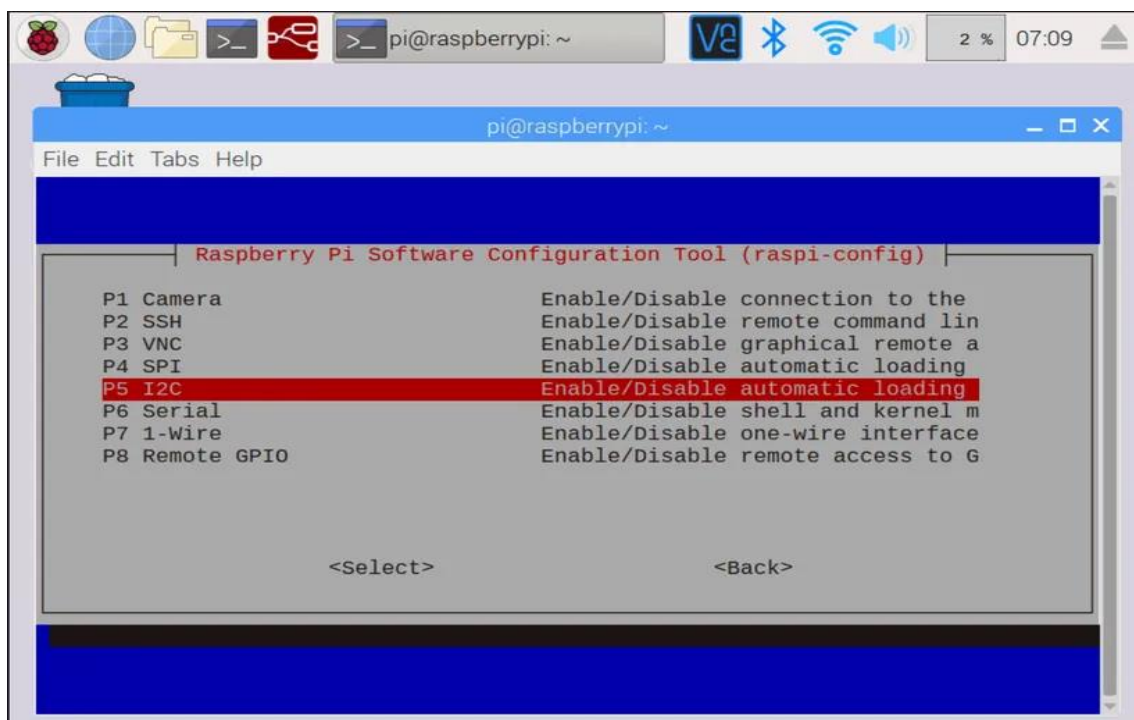 >_ >_ pi@raspberrypi: ~ V2 2 % 07:09
pi@raspberrypi: ~
File Edit Tabs Help
Raspberry Pi Software Configuration Tool (raspi-config)
P1 Camera Enable/Disable connection to the
P2 SSH Enable/Disable remote command lin
P3 VNC Enable/Disable graphical remote a
P4 SPI Enable/Disable automatic loading
P5 I2C Enable/Disable automatic loading
P6 Serial Enable/Disable shell and kernel m
P7 1-Wire Enable/Disable one-wire interface
P8 Remote GPIO Enable/Disable remote access to G
<Select> <Back>